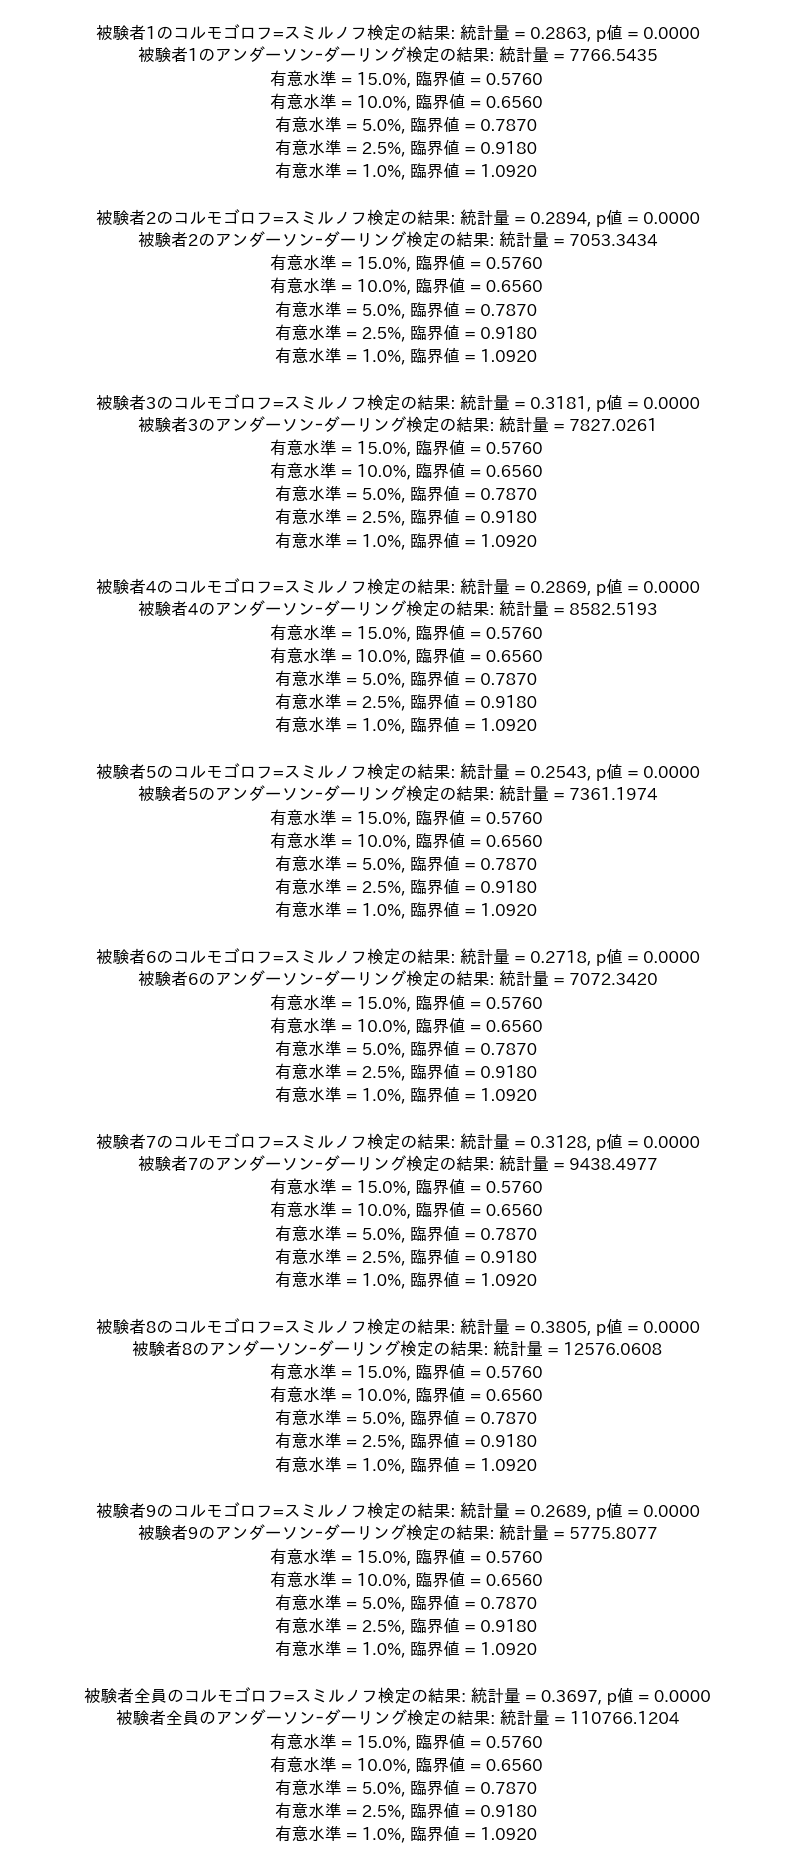 被験者1のコルモゴロフ=スミルノフ検定の結果: 統計量 = 0.2863, p値 = 0.0000
被験者1のアンダーソン-ダーリング検定の結果: 統計量 = 7766.5435
有意水準 = 15.0%, 臨界値 = 0.5760
有意水準 = 10.0%, 臨界値 = 0.6560
有意水準 = 5.0%, 臨界値 = 0.7870
有意水準 = 2.5%, 臨界値 = 0.9180
有意水準 = 1.0%, 臨界値 = 1.0920
被験者2のコルモゴロフ=スミルノフ検定の結果: 統計量 = 0.2894, p値 = 0.0000
被験者2のアンダーソン-ダーリング検定の結果: 統計量 = 7053.3434
有意水準 = 15.0%, 臨界値 = 0.5760
有意水準 = 10.0%, 臨界値 = 0.6560
有意水準 = 5.0%, 臨界値 = 0.7870
有意水準 = 2.5%, 臨界値 = 0.9180
有意水準 = 1.0%, 臨界値 = 1.0920
被験者3のコルモゴロフ=スミルノフ検定の結果: 統計量 = 0.3181, p値 = 0.0000
被験者3のアンダーソン-ダーリング検定の結果: 統計量 = 7827.0261
有意水準 = 15.0%, 臨界値 = 0.5760
有意水準 = 10.0%, 臨界値 = 0.6560
有意水準 = 5.0%, 臨界値 = 0.7870
有意水準 = 2.5%, 臨界値 = 0.9180
有意水準 = 1.0%, 臨界値 = 1.0920
被験者4のコルモゴロフ=スミルノフ検定の結果: 統計量 = 0.2869, p値 = 0.0000
被験者4のアンダーソン-ダーリング検定の結果: 統計量 = 8582.5193
有意水準 = 15.0%, 臨界値 = 0.5760
有意水準 = 10.0%, 臨界値 = 0.6560
有意水準 = 5.0%, 臨界値 = 0.7870
有意水準 = 2.5%, 臨界値 = 0.9180
有意水準 = 1.0%, 臨界値 = 1.0920
被験者5のコルモゴロフ=スミルノフ検定の結果: 統計量 = 0.2543, p値 = 0.0000
被験者5のアンダーソン-ダーリング検定の結果: 統計量 = 7361.1974
有意水準 = 15.0%, 臨界値 = 0.5760
有意水準 = 10.0%, 臨界値 = 0.6560
有意水準 = 5.0%, 臨界値 = 0.7870
有意水準 = 2.5%, 臨界値 = 0.9180
有意水準 = 1.0%, 臨界値 = 1.0920
被験者6のコルモゴロフ=スミルノフ検定の結果: 統計量 = 0.2718, p値 = 0.0000
被験者6のアンダーソン-ダーリング検定の結果: 統計量 = 7072.3420
有意水準 = 15.0%, 臨界値 = 0.5760
有意水準 = 10.0%, 臨界値 = 0.6560
有意水準 = 5.0%, 臨界値 = 0.7870
有意水準 = 2.5%, 臨界値 = 0.9180
有意水準 = 1.0%, 臨界値 = 1.0920
被験者7のコルモゴロフ=スミルノフ検定の結果: 統計量 = 0.3128, p値 = 0.0000
被験者7のアンダーソン-ダーリング検定の結果: 統計量 = 9438.4977
有意水準 = 15.0%, 臨界値 = 0.5760
有意水準 = 10.0%, 臨界値 = 0.6560
有意水準 = 5.0%, 臨界値 = 0.7870
有意水準 = 2.5%, 臨界値 = 0.9180
有意水準 = 1.0%, 臨界値 = 1.0920
被験者8のコルモゴロフ=スミルノフ検定の結果: 統計量 = 0.3805, p値 = 0.0000
被験者8のアンダーソン-ダーリング検定の結果: 統計量 = 12576.0608
有意水準 = 15.0%, 臨界値 = 0.5760
有意水準 = 10.0%, 臨界値 = 0.6560
有意水準 = 5.0%, 臨界値 = 0.7870
有意水準 = 2.5%, 臨界値 = 0.9180
有意水準 = 1.0%, 臨界値 = 1.0920
被験者9のコルモゴロフ=スミルノフ検定の結果: 統計量 = 0.2689, p値 = 0.0000
被験者9のアンダーソン-ダーリング検定の結果: 統計量 = 5775.8077
有意水準 = 15.0%, 臨界値 = 0.5760
有意水準 = 10.0%, 臨界値 = 0.6560
有意水準 = 5.0%, 臨界値 = 0.7870
有意水準 = 2.5%, 臨界値 = 0.9180
有意水準 = 1.0%, 臨界値 = 1.0920
被験者全員のコルモゴロフ=スミルノフ検定の結果: 統計量 = 0.3697, p値 = 0.0000
被験者全員のアンダーソン-ダーリング検定の結果: 統計量 = 110766.1204
有意水準 = 15.0%, 臨界値 = 0.5760
有意水準 = 10.0%, 臨界値 = 0.6560
有意水準 = 5.0%, 臨界値 = 0.7870
有意水準 = 2.5%, 臨界値 = 0.9180
有意水準 = 1.0%, 臨界値 = 1.0920